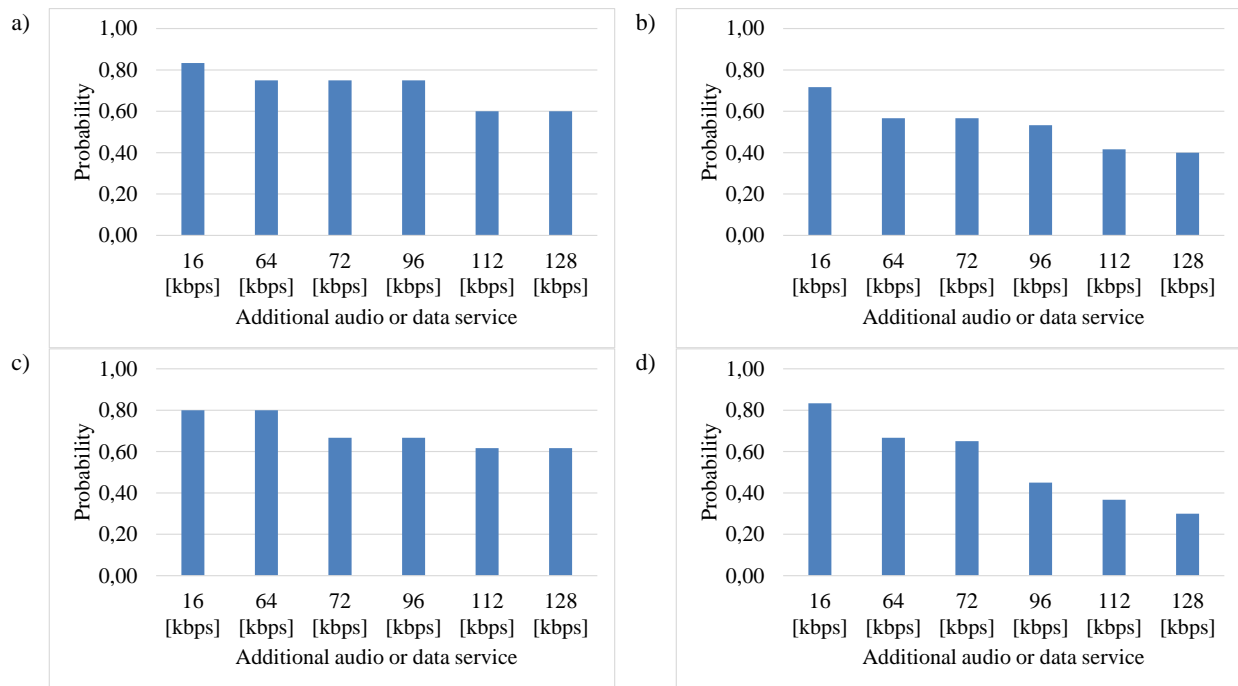 a)
1,00
0,80
0,60
0,40
0,20
0,00
Probability
16 64 72 96 112 128
[kbps] [kbps] [kbps] [kbps] [kbps] [kbps]
Additional audio or data service
b)
1,00
0,80
0,60
0,40
0,20
0,00
Probability
16 64 72 96 112 128
[kbps] [kbps] [kbps] [kbps] [kbps] [kbps]
Additional audio or data service
c)
1,00
0,80
0,60
0,40
0,20
0,00
Probability
16 64 72 96 112 128
[kbps] [kbps] [kbps] [kbps] [kbps] [kbps]
Additional audio or data service
d)
1,00
0,80
0,60
0,40
0,20
0,00
Probability
16 64 72 96 112 128
[kbps] [kbps] [kbps] [kbps] [kbps] [kbps]
Additional audio or data service